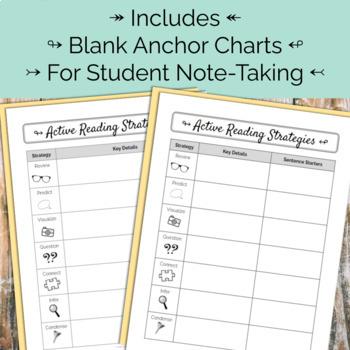 Includes
Blank Anchor Charts
For Student Note-Taking
Active Reading Strat
Strategy Key Details
Review
Predict
Visualize
Question
Connect
Infer
Condense
Active Reading Strategies
Strategy Key Details Sentence Starters
Review
Predict
Visualize
Question
Connect
Infer
Condense